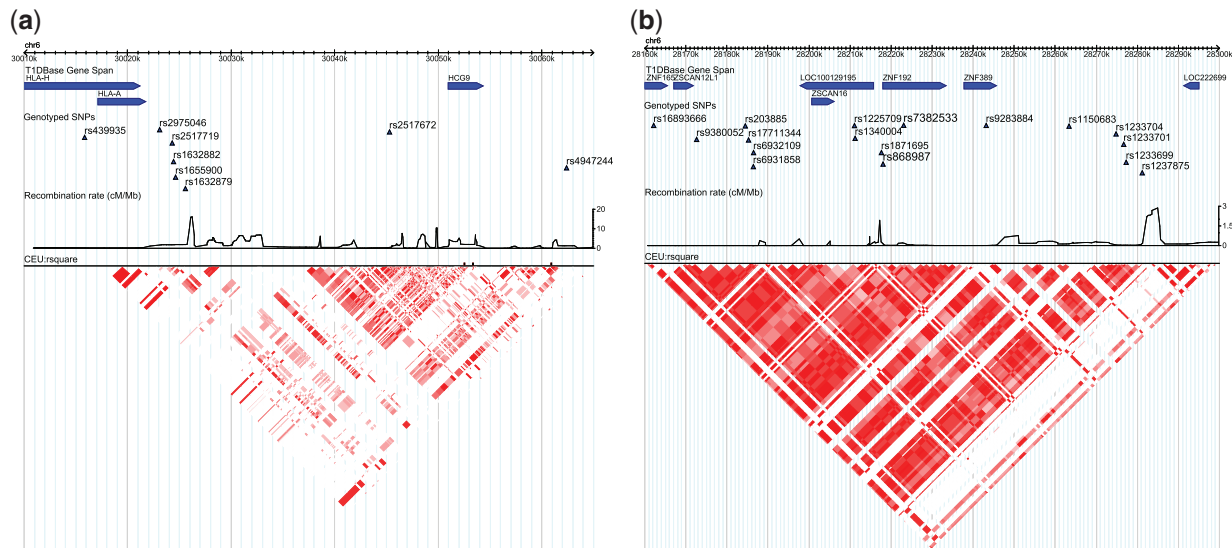 (a)
chr6
30010k 30020k 30030k 30040k 30050k 30060k
T1DBase Gene Span
HLA-H
HCG9
HLA-A
Genotyped SNPs
rs2975046
rs439935
rs2517672
rs2517719
rs1632882
rs4947244
rs1655900
rs1632879
Recombination rate (cM/Mb)
20
10
0
CEU:rsquare
(b)
chr6
28160k 28170k 28180k 28190k 28200k 28210k 28220k 28230k 28240k 28250k 28260k 28270k 28280k 28290k 28300k
T1DBase Gene Span
ZNF165 ZSCAN12L1 LOC100129195 ZNF192 ZNF389 LOC222699
ZSCAN16
Genotyped SNPs
rs16893666 rs203885 rs1225709 rs7382533 rs9283884 rs1150683
rs9380052 rs17711344 rs1340004 rs1233704
rs6932109 rs1871695 rs1233701
rs6931858 rs868987 rs1233699
rs1237875
Recombination rate (cM/Mb)
3
1.5
0
CEU:rsquare